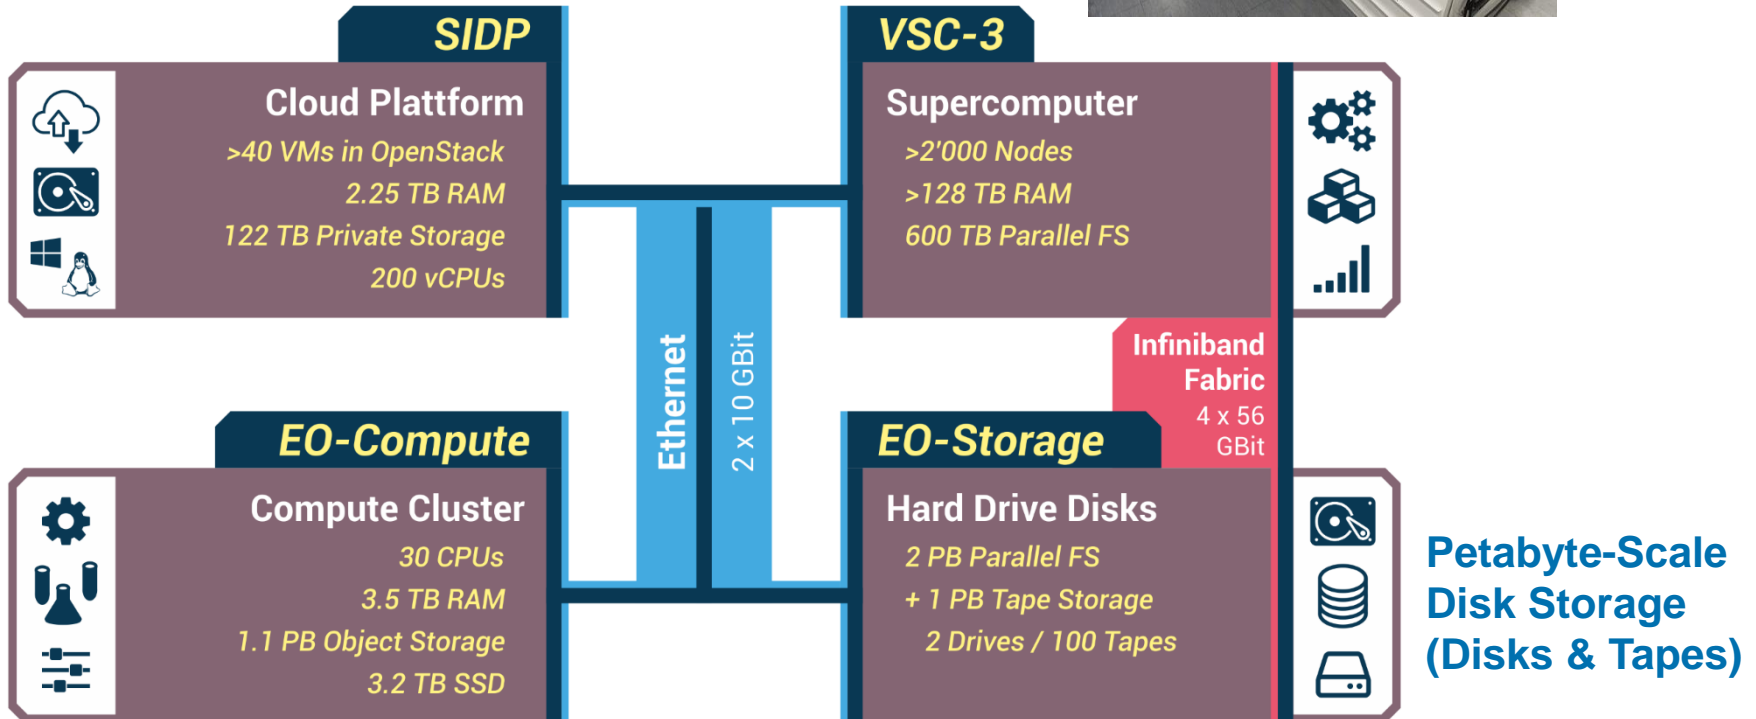 SIDP
Cloud Plattform
>40 VMs in OpenStack
2.25 TB RAM
122 TB Private Storage
200 vCPUs
VSC-3
Supercomputer
>2'000 Nodes
>128 TB RAM
600 TB Parallel FS
Ethernet
2 x 10 GBit
Infiniband
Fabric
4 x 56
GBit
EO-Compute
Compute Cluster
30 CPUs
3.5 TB RAM
1.1 PB Object Storage
3.2 TB SSD
EO-Storage
Hard Drive Disks
2 PB Parallel FS
+ 1 PB Tape Storage
2 Drives / 100 Tapes
Petabyte-Scale
Disk Storage
(Disks & Tapes)